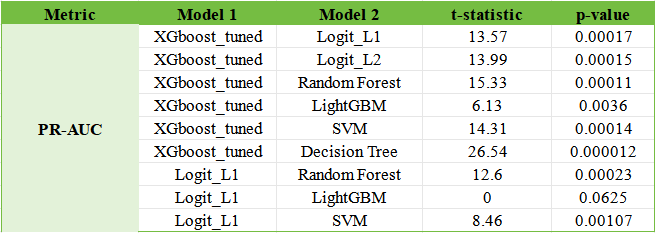 Metric Model 1 Model 2 t-statistic p-value
XGboost_tuned Logit_L1 13.57 0.00017
XGboost_tuned Logit_L2 13.99 0.00015
XGboost_tuned Random Forest 15.33 0.00011
XGboost_tuned LightGBM 6.13 0.0036
PR-AUC XGboost_tuned SVM 14.31 0.00014
XGboost_tuned Decision Tree 26.54 0.000012
Logit_L1 Random Forest 12.6 0.00023
Logit_L1 LightGBM 0 0.0625
Logit_L1 SVM 8.46 0.00107